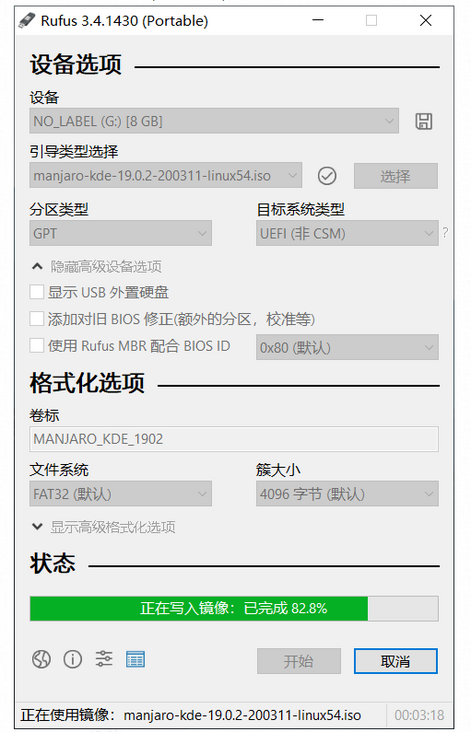 Rufus 3.4.1430 (Portable)
设备选项
设备
NO_LABEL (G:) [8 GB]
引导类型选择
manjaro-kde-19.0.2-200311-linux54.iso
选择
分区类型 目标系统类型
GPT UEFI (非 CSM) ?
隐藏高级设备选项
显示 USB 外置硬盘
添加对旧 BIOS 修正(额外的分区，校准等)
使用 Rufus MBR 配合 BIOS ID 0x80 (默认)
格式化选项
卷标
MANJARO_KDE_1902
文件系统 簇大小
FAT32 (默认) 4096 字节 (默认)
显示高级格式化选项
状态
正在写入镜像：已完成 82.8%
开始 取消
正在使用镜像：manjaro-kde-19.0.2-200311-linux54.iso 00:03:18